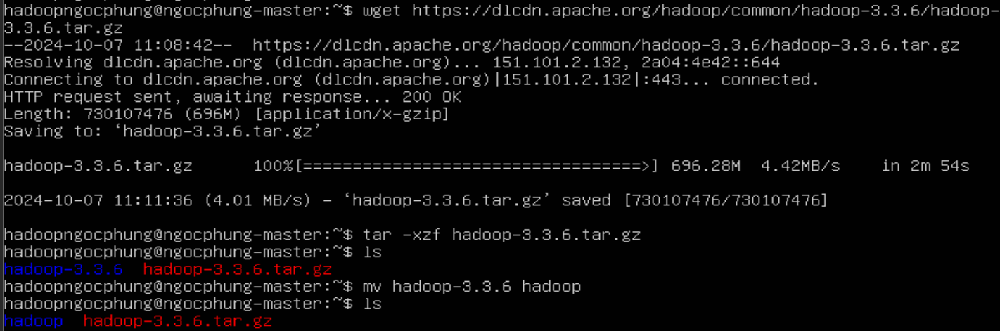 hadoopngocphung@ngocphung-master:~$ wget https://dlcdn.apache.org/hadoop/common/hadoop-3.3.6/hadoop-
3.3.6.tar.gz
--2024-10-07 11:08:42--  https://dlcdn.apache.org/hadoop/common/hadoop-3.3.6/hadoop-3.3.6.tar.gz
Resolving dlcdn.apache.org (dlcdn.apache.org)... 151.101.2.132, 2a04:4e42::644
Connecting to dlcdn.apache.org (dlcdn.apache.org)|151.101.2.132|:443... connected.
HTTP request sent, awaiting response... 200 OK
Length: 730107476 (696M) [application/x-gzip]
Saving to: ‘hadoop-3.3.6.tar.gz’
hadoop-3.3.6.tar.gz      100%[==================================>] 696.28M  4.42MB/s    in 2m 54s
2024-10-07 11:11:36 (4.01 MB/s) - ‘hadoop-3.3.6.tar.gz’ saved [730107476/730107476]
hadoopngocphung@ngocphung-master:~$ tar -xzf hadoop-3.3.6.tar.gz
hadoopngocphung@ngocphung-master:~$ ls
hadoop-3.3.6  hadoop-3.3.6.tar.gz
hadoopngocphung@ngocphung-master:~$ mv hadoop-3.3.6 hadoop
hadoopngocphung@ngocphung-master:~$ ls
hadoop  hadoop-3.3.6.tar.gz